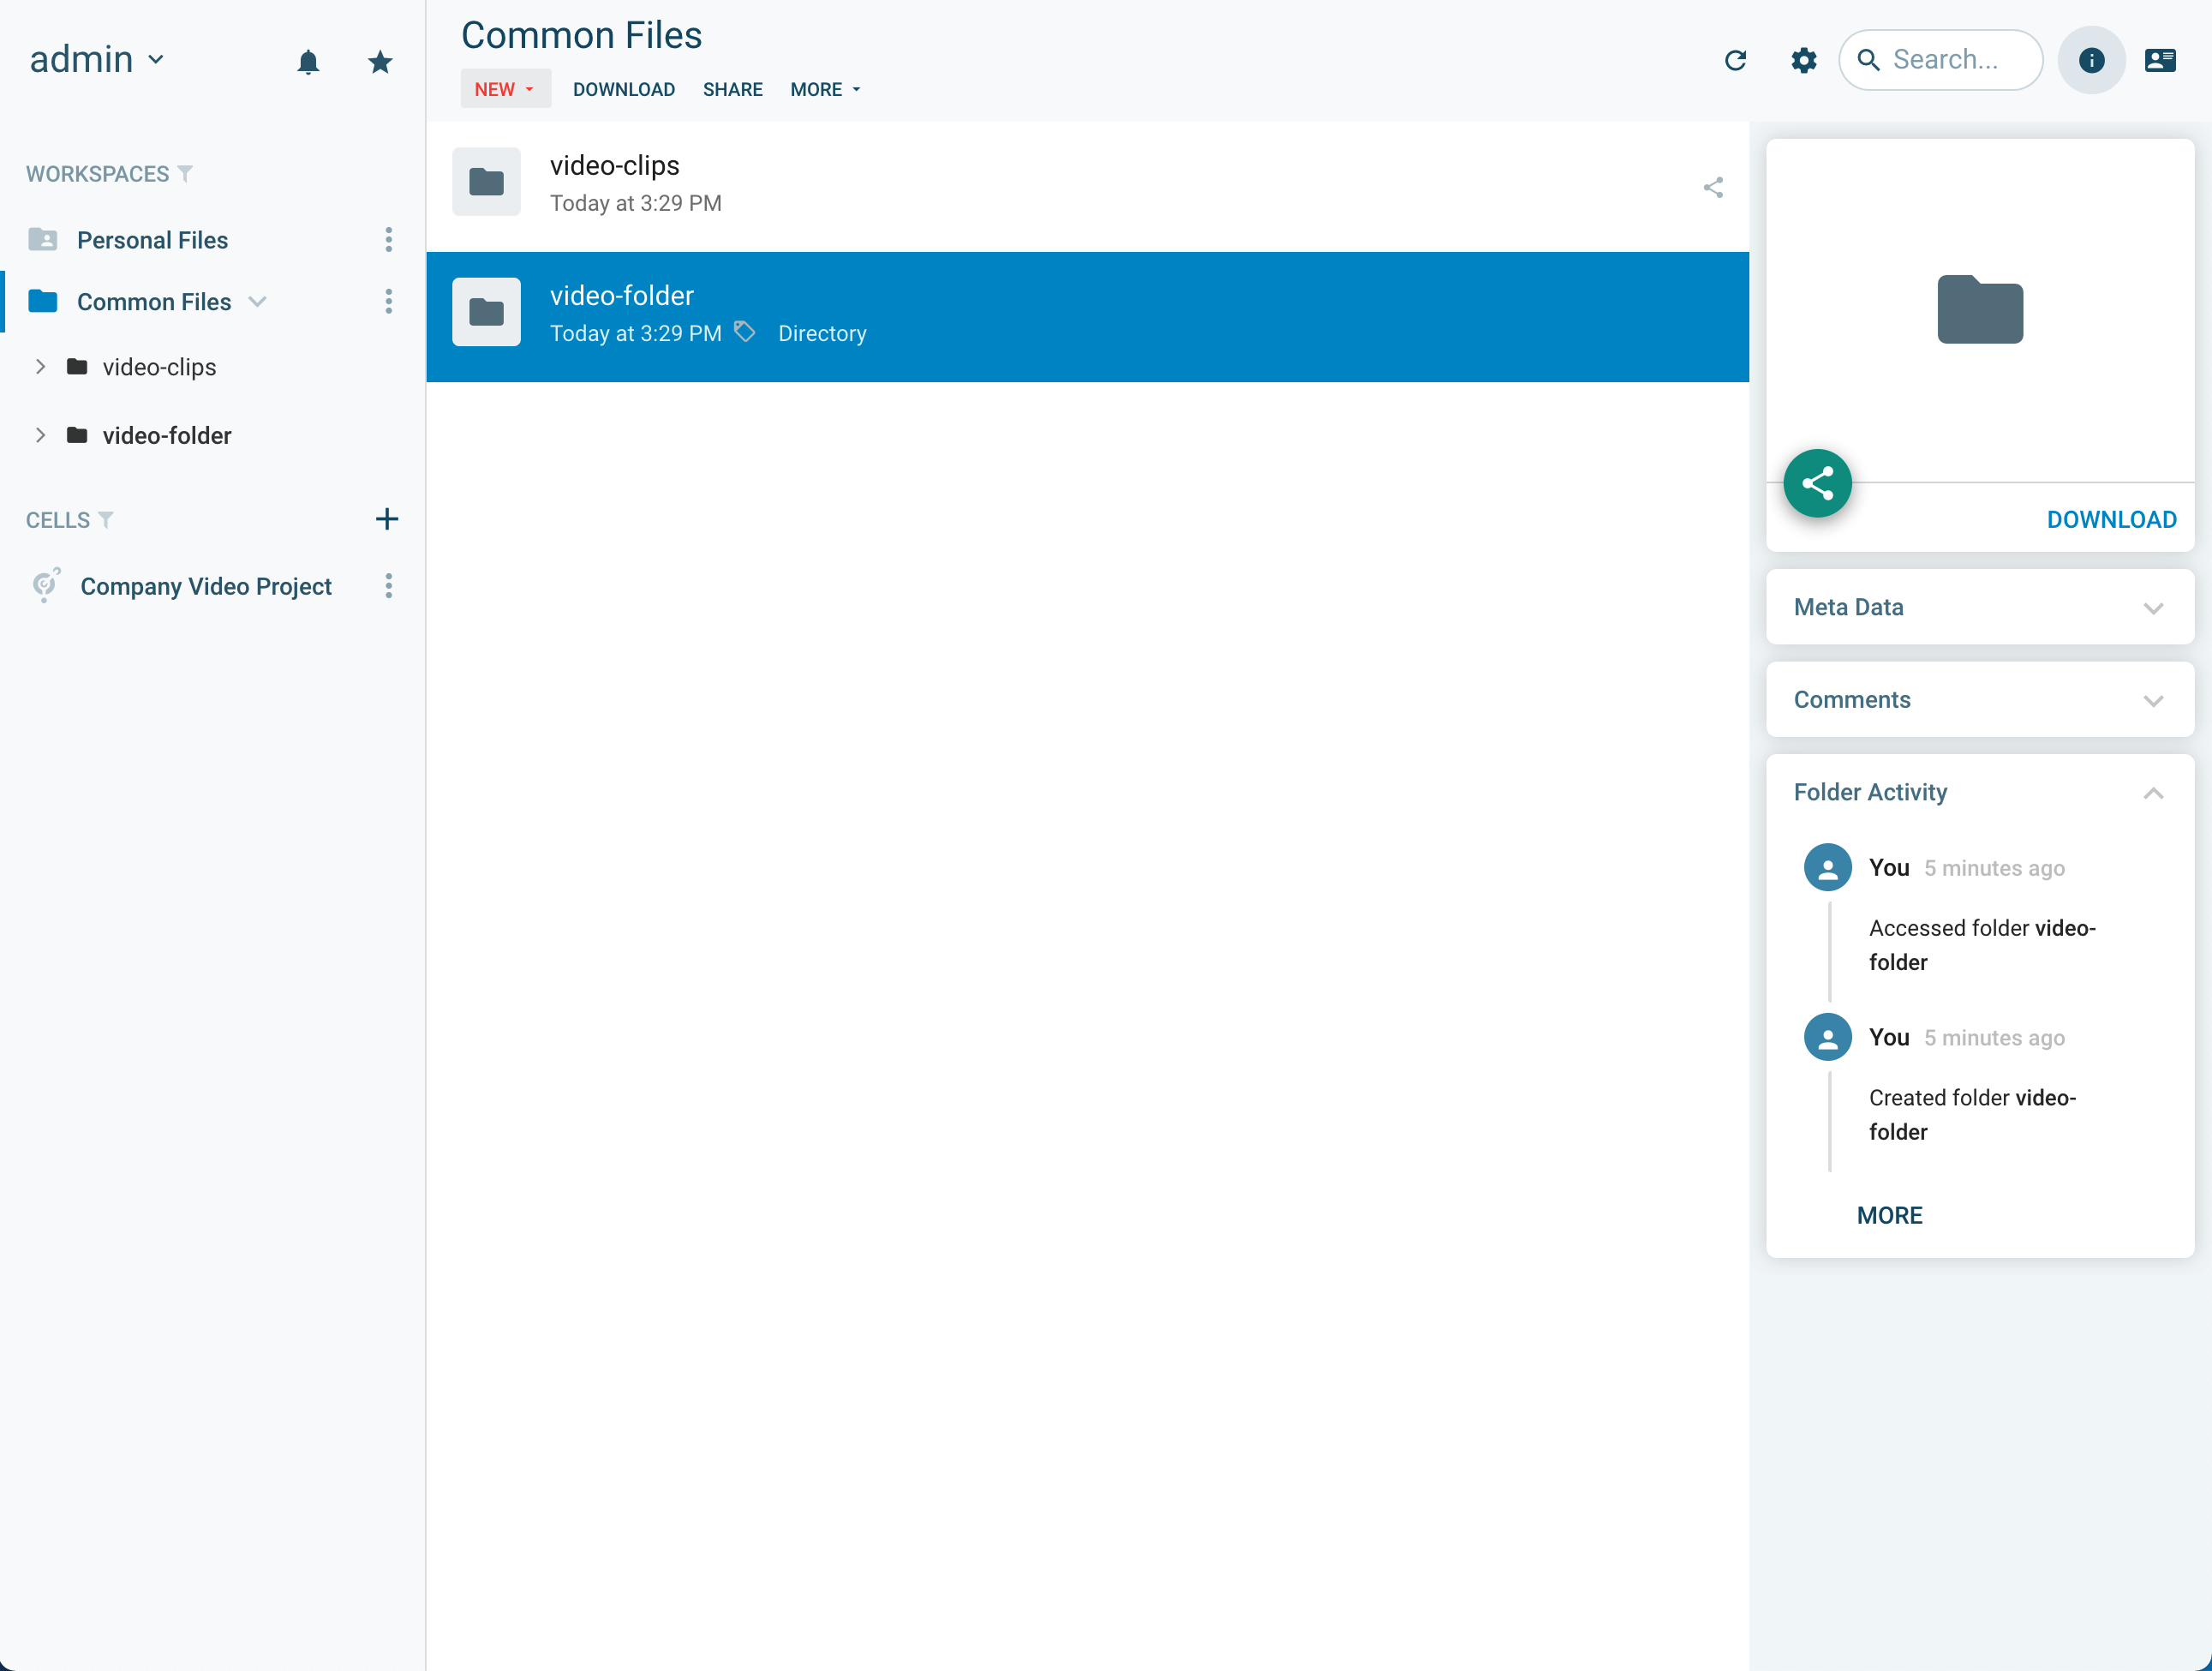 admin
WORKSPACES
Personal Files
Common Files
video-clips
video-folder
CELLS
Company Video Project
Common Files
NEW DOWNLOAD SHARE MORE
Search...
video-clips
Today at 3:29 PM
video-folder
Today at 3:29 PM Directory
DOWNLOAD
Meta Data
Comments
Folder Activity
You 5 minutes ago
Accessed folder video-
folder
You 5 minutes ago
Created folder video-
folder
MORE